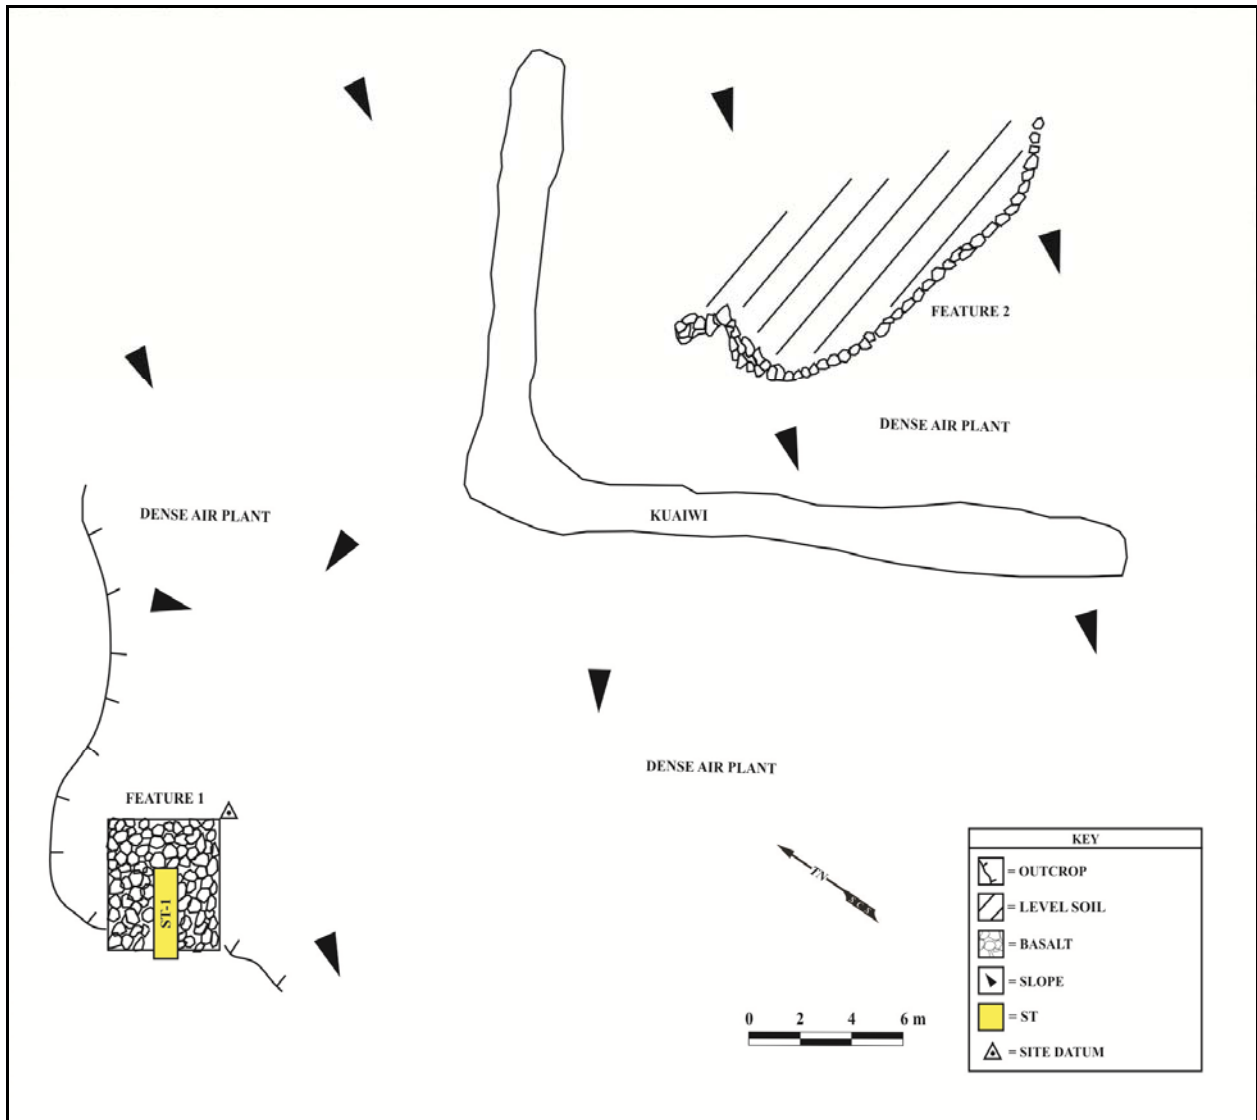 FEATURE 2
DENSE AIR PLANT
KUAIWI
DENSE AIR PLANT
DENSE AIR PLANT
FEATURE 1
ST-1
TN
KEY
= OUTCROP
= LEVEL SOIL
= BASALT
= SLOPE
= ST
= SITE DATUM
0 2 4 6 m